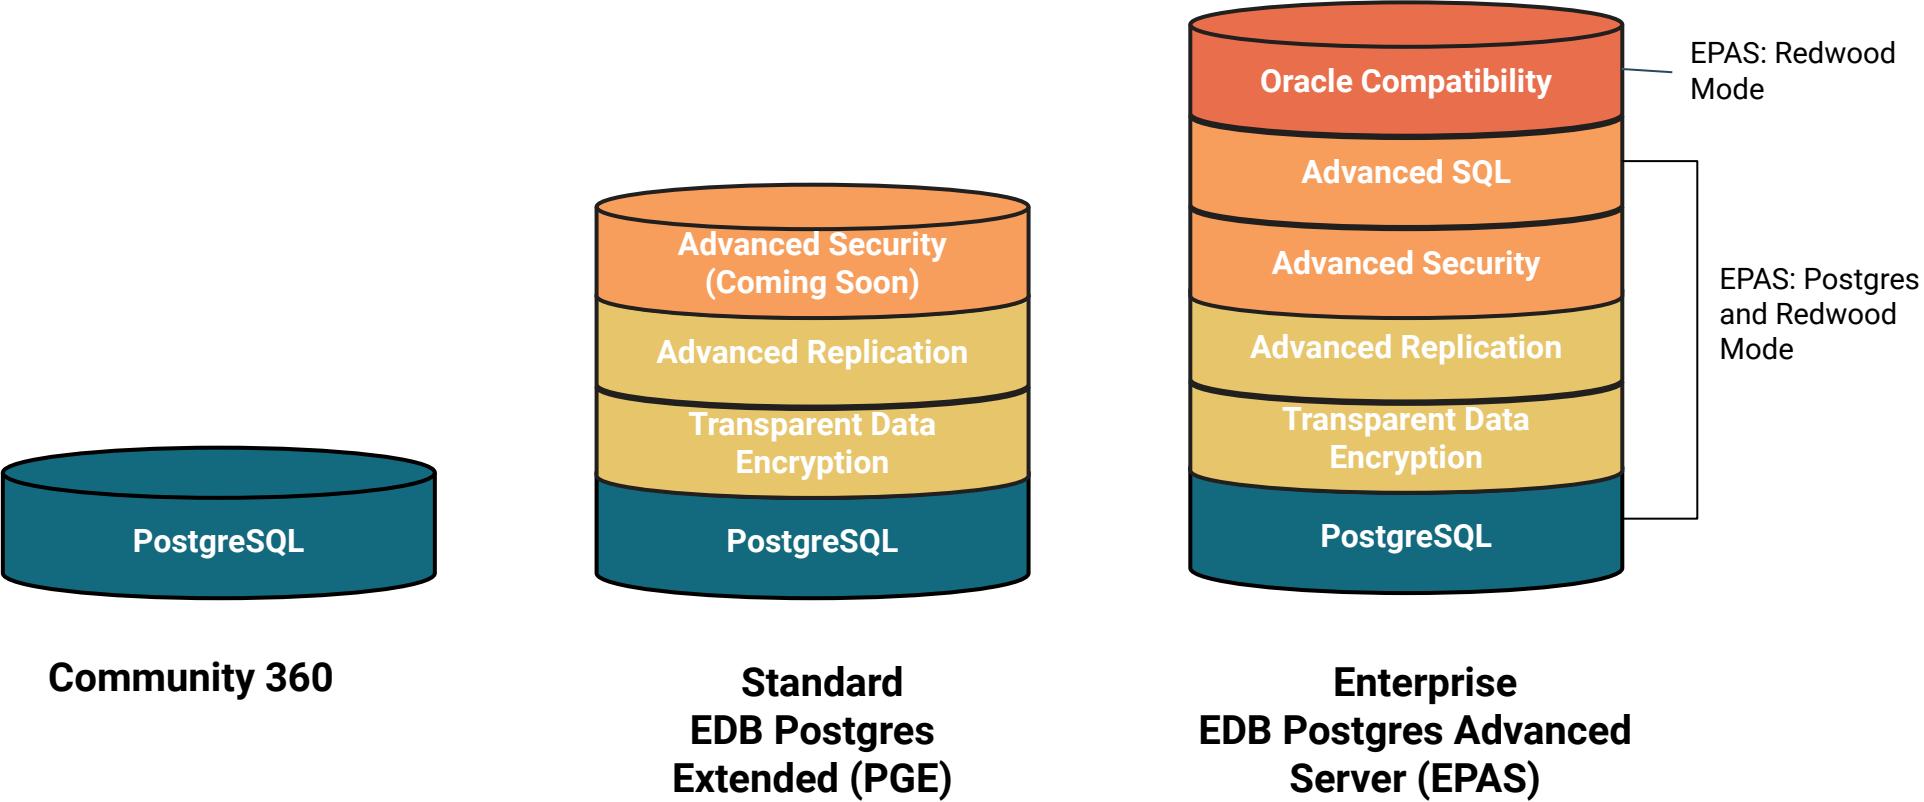 PostgreSQL
Community 360
Advanced Security
(Coming Soon)
Advanced Replication
Transparent Data
Encryption
PostgreSQL
Standard
EDB Postgres
Extended (PGE)
Oracle Compatibility
Advanced SQL
Advanced Security
Advanced Replication
Transparent Data
Encryption
PostgreSQL
Enterprise
EDB Postgres Advanced
Server (EPAS)
EPAS: Redwood
Mode
EPAS: Postgres
and Redwood
Mode